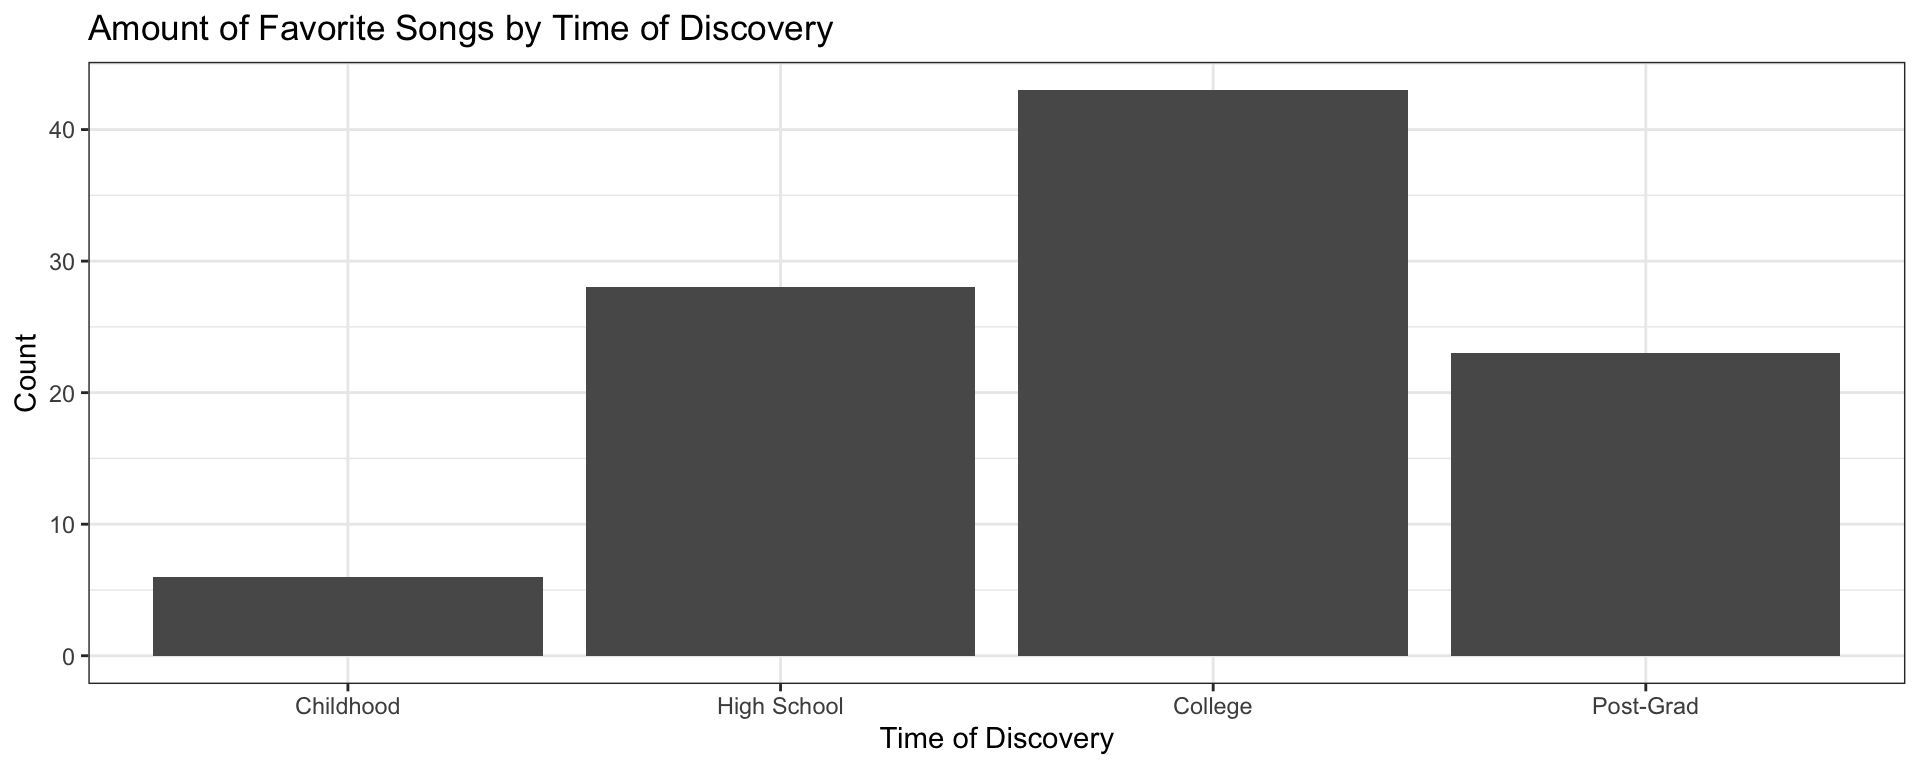 Amount of Favorite Songs by Time of Discovery
Count
40
30
20
10
0
Childhood High School College Post-Grad
Time of Discovery